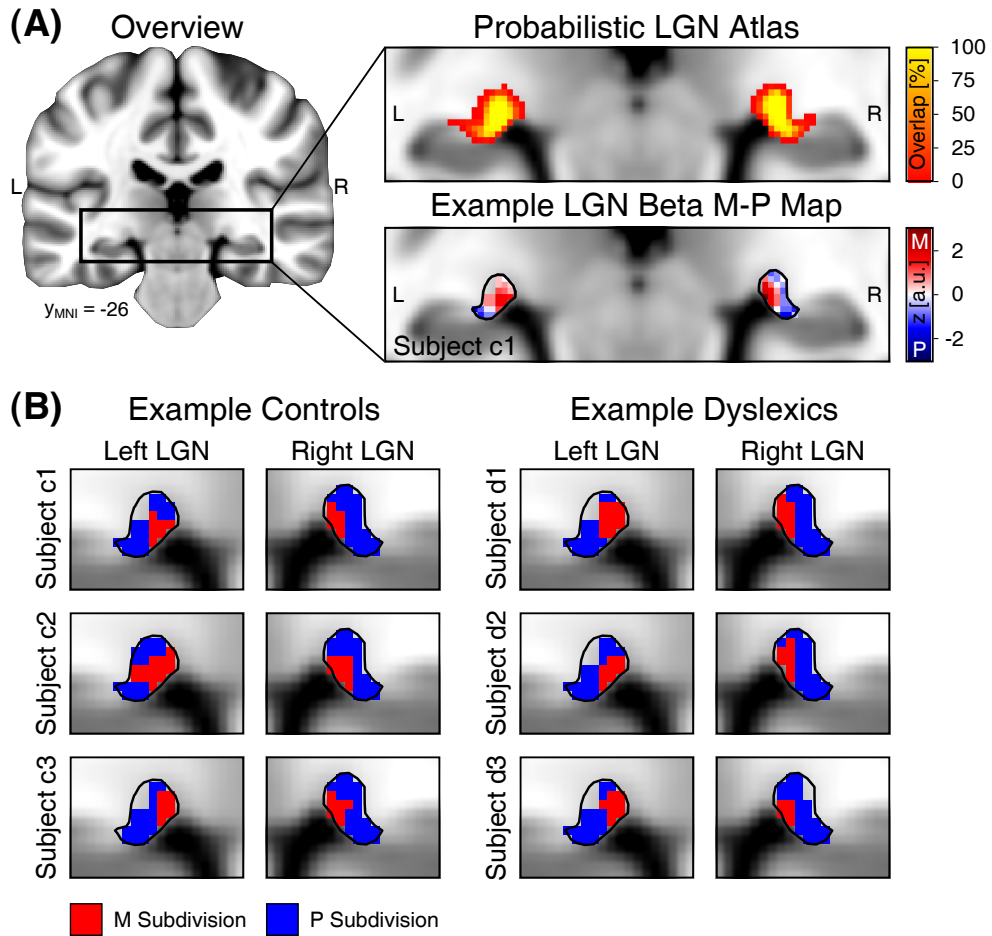 (A)
Overview
L
R
yMNI = -26
Probabilistic LGN Atlas
L
R
Overlap [%]
100
75
50
25
0
Example LGN Beta M-P Map
L
R
Subject c1
M
z [a.u.]
P
2
0
-2
(B)
Example Controls
Left LGN
Right LGN
Subject c1
Subject c2
Subject c3
Example Dyslexics
Left LGN
Right LGN
Subject d1
Subject d2
Subject d3
M Subdivision
P Subdivision